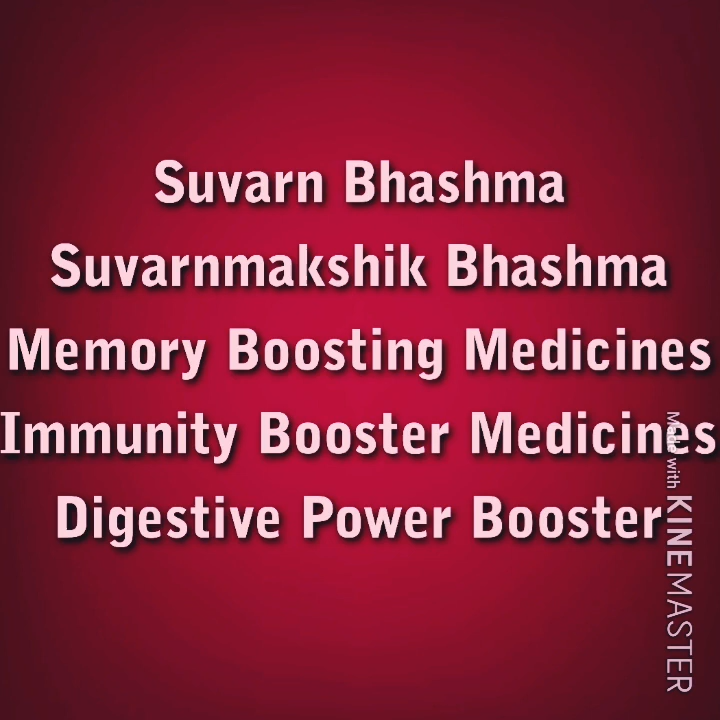 Suvarn Bhashma
Suvarnmakshik Bhashma
Memory Boosting Medicines
Immunity Booster Medicines
Digestive Power Booster
Made with KINEMASTER